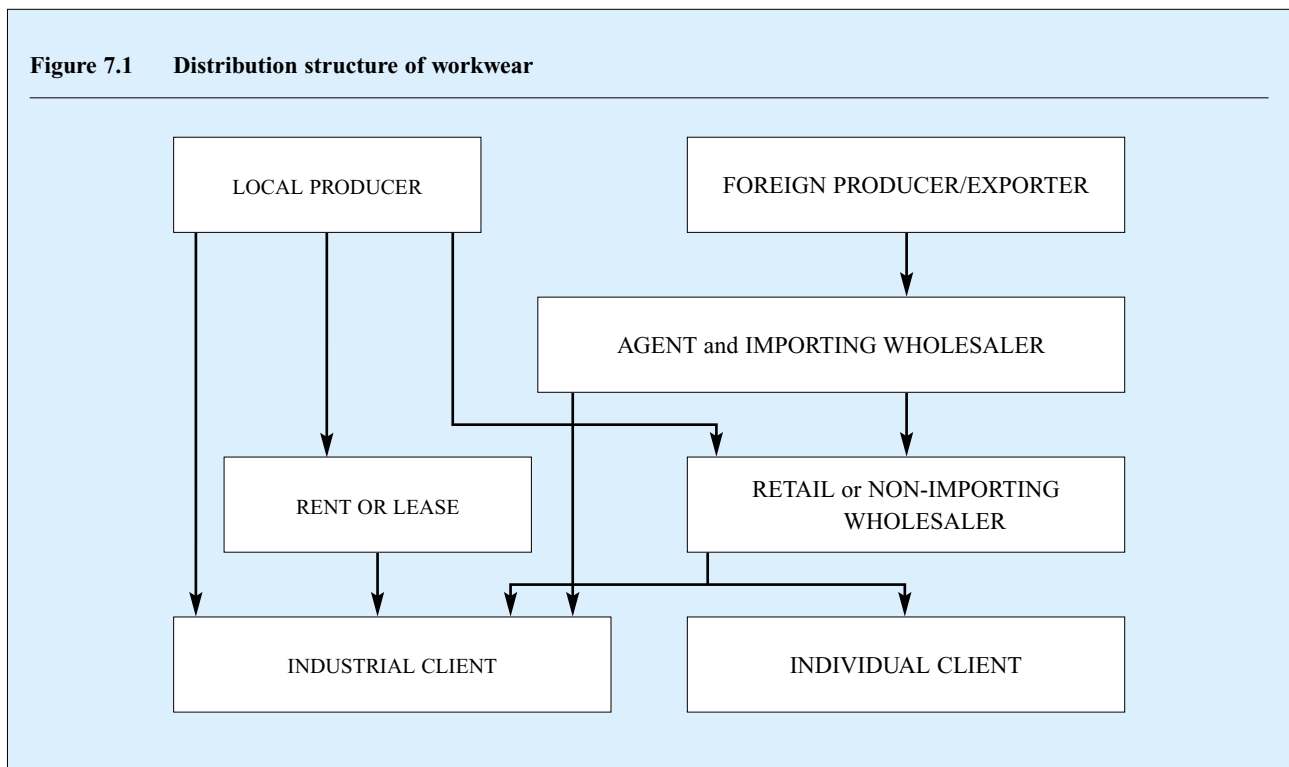 Figure 7.1 Distribution structure of workwear
LOCAL PRODUCER
FOREIGN PRODUCER/EXPORTER
AGENT and IMPORTING WHOLESALER
RENT OR LEASE
RETAIL or NON-IMPORTING
WHOLESALER
INDUSTRIAL CLIENT
INDIVIDUAL CLIENT